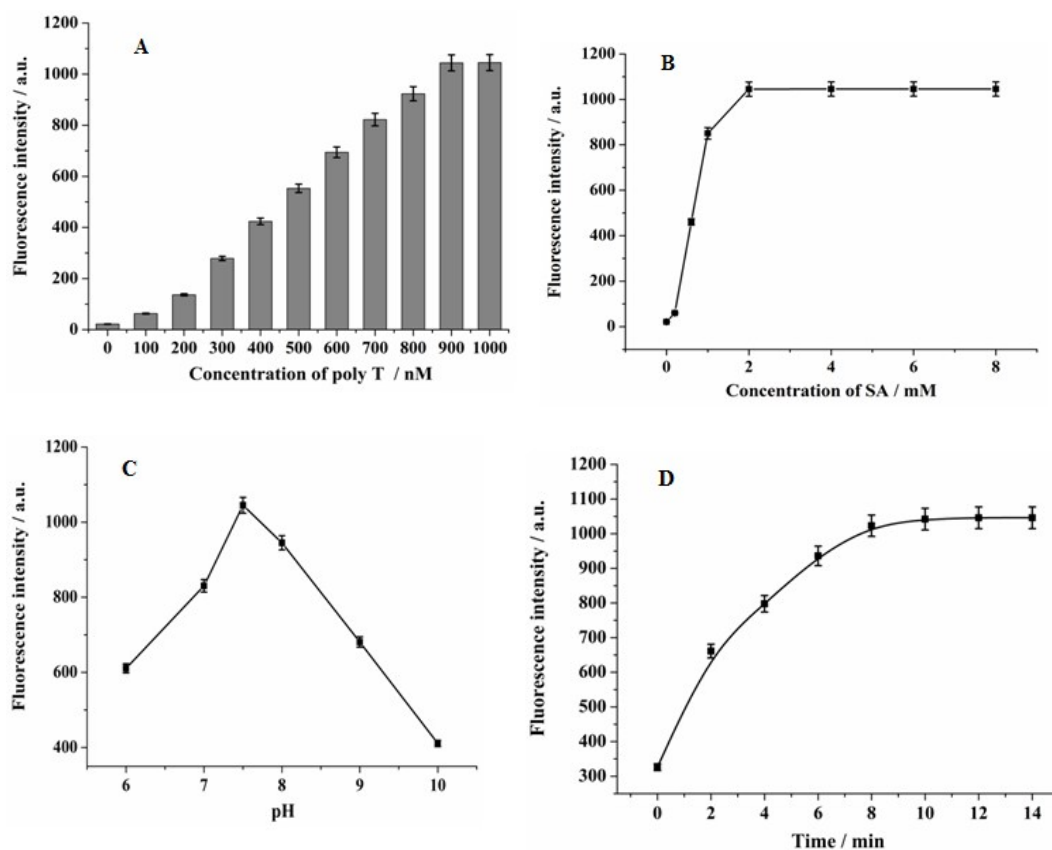 A
Fluorescence intensity / a.u.
1200
1000
800
600
400
200
0
0 100 200 300 400 500 600 700 800 900 1000
Concentration of poly T / nM
B
Fluorescence intensity / a.u.
1200
1000
800
600
400
200
0
0 2 4 6 8
Concentration of SA / mM
C
Fluorescence intensity / a.u.
1200
1000
800
600
400
6 7 8 9 10
pH
D
Fluorescence intensity / a.u.
1200
1100
1000
900
800
700
600
500
400
300
0 2 4 6 8 10 12 14
Time / min